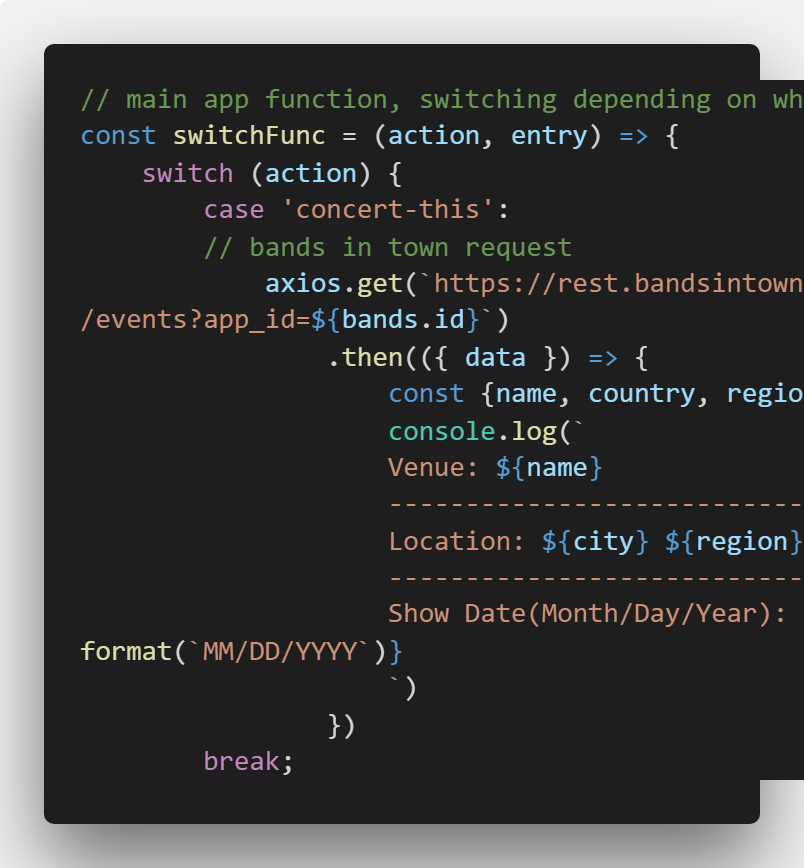 // main app function, switching depending on wh
const switchFunc = (action, entry) => {
    switch (action) {
        case 'concert-this':
        // bands in town request
            axios.get(`https://rest.bandsintown
/events?app_id=${bands.id}`)
                .then(({ data }) => {
                    const {name, country, regio
                    console.log(`
                    Venue: ${name}
                    ---------------------------
                    Location: ${city} ${region}
                    ---------------------------
                    Show Date(Month/Day/Year):
format(`MM/DD/YYYY`)}
                    `)
                })
        break;